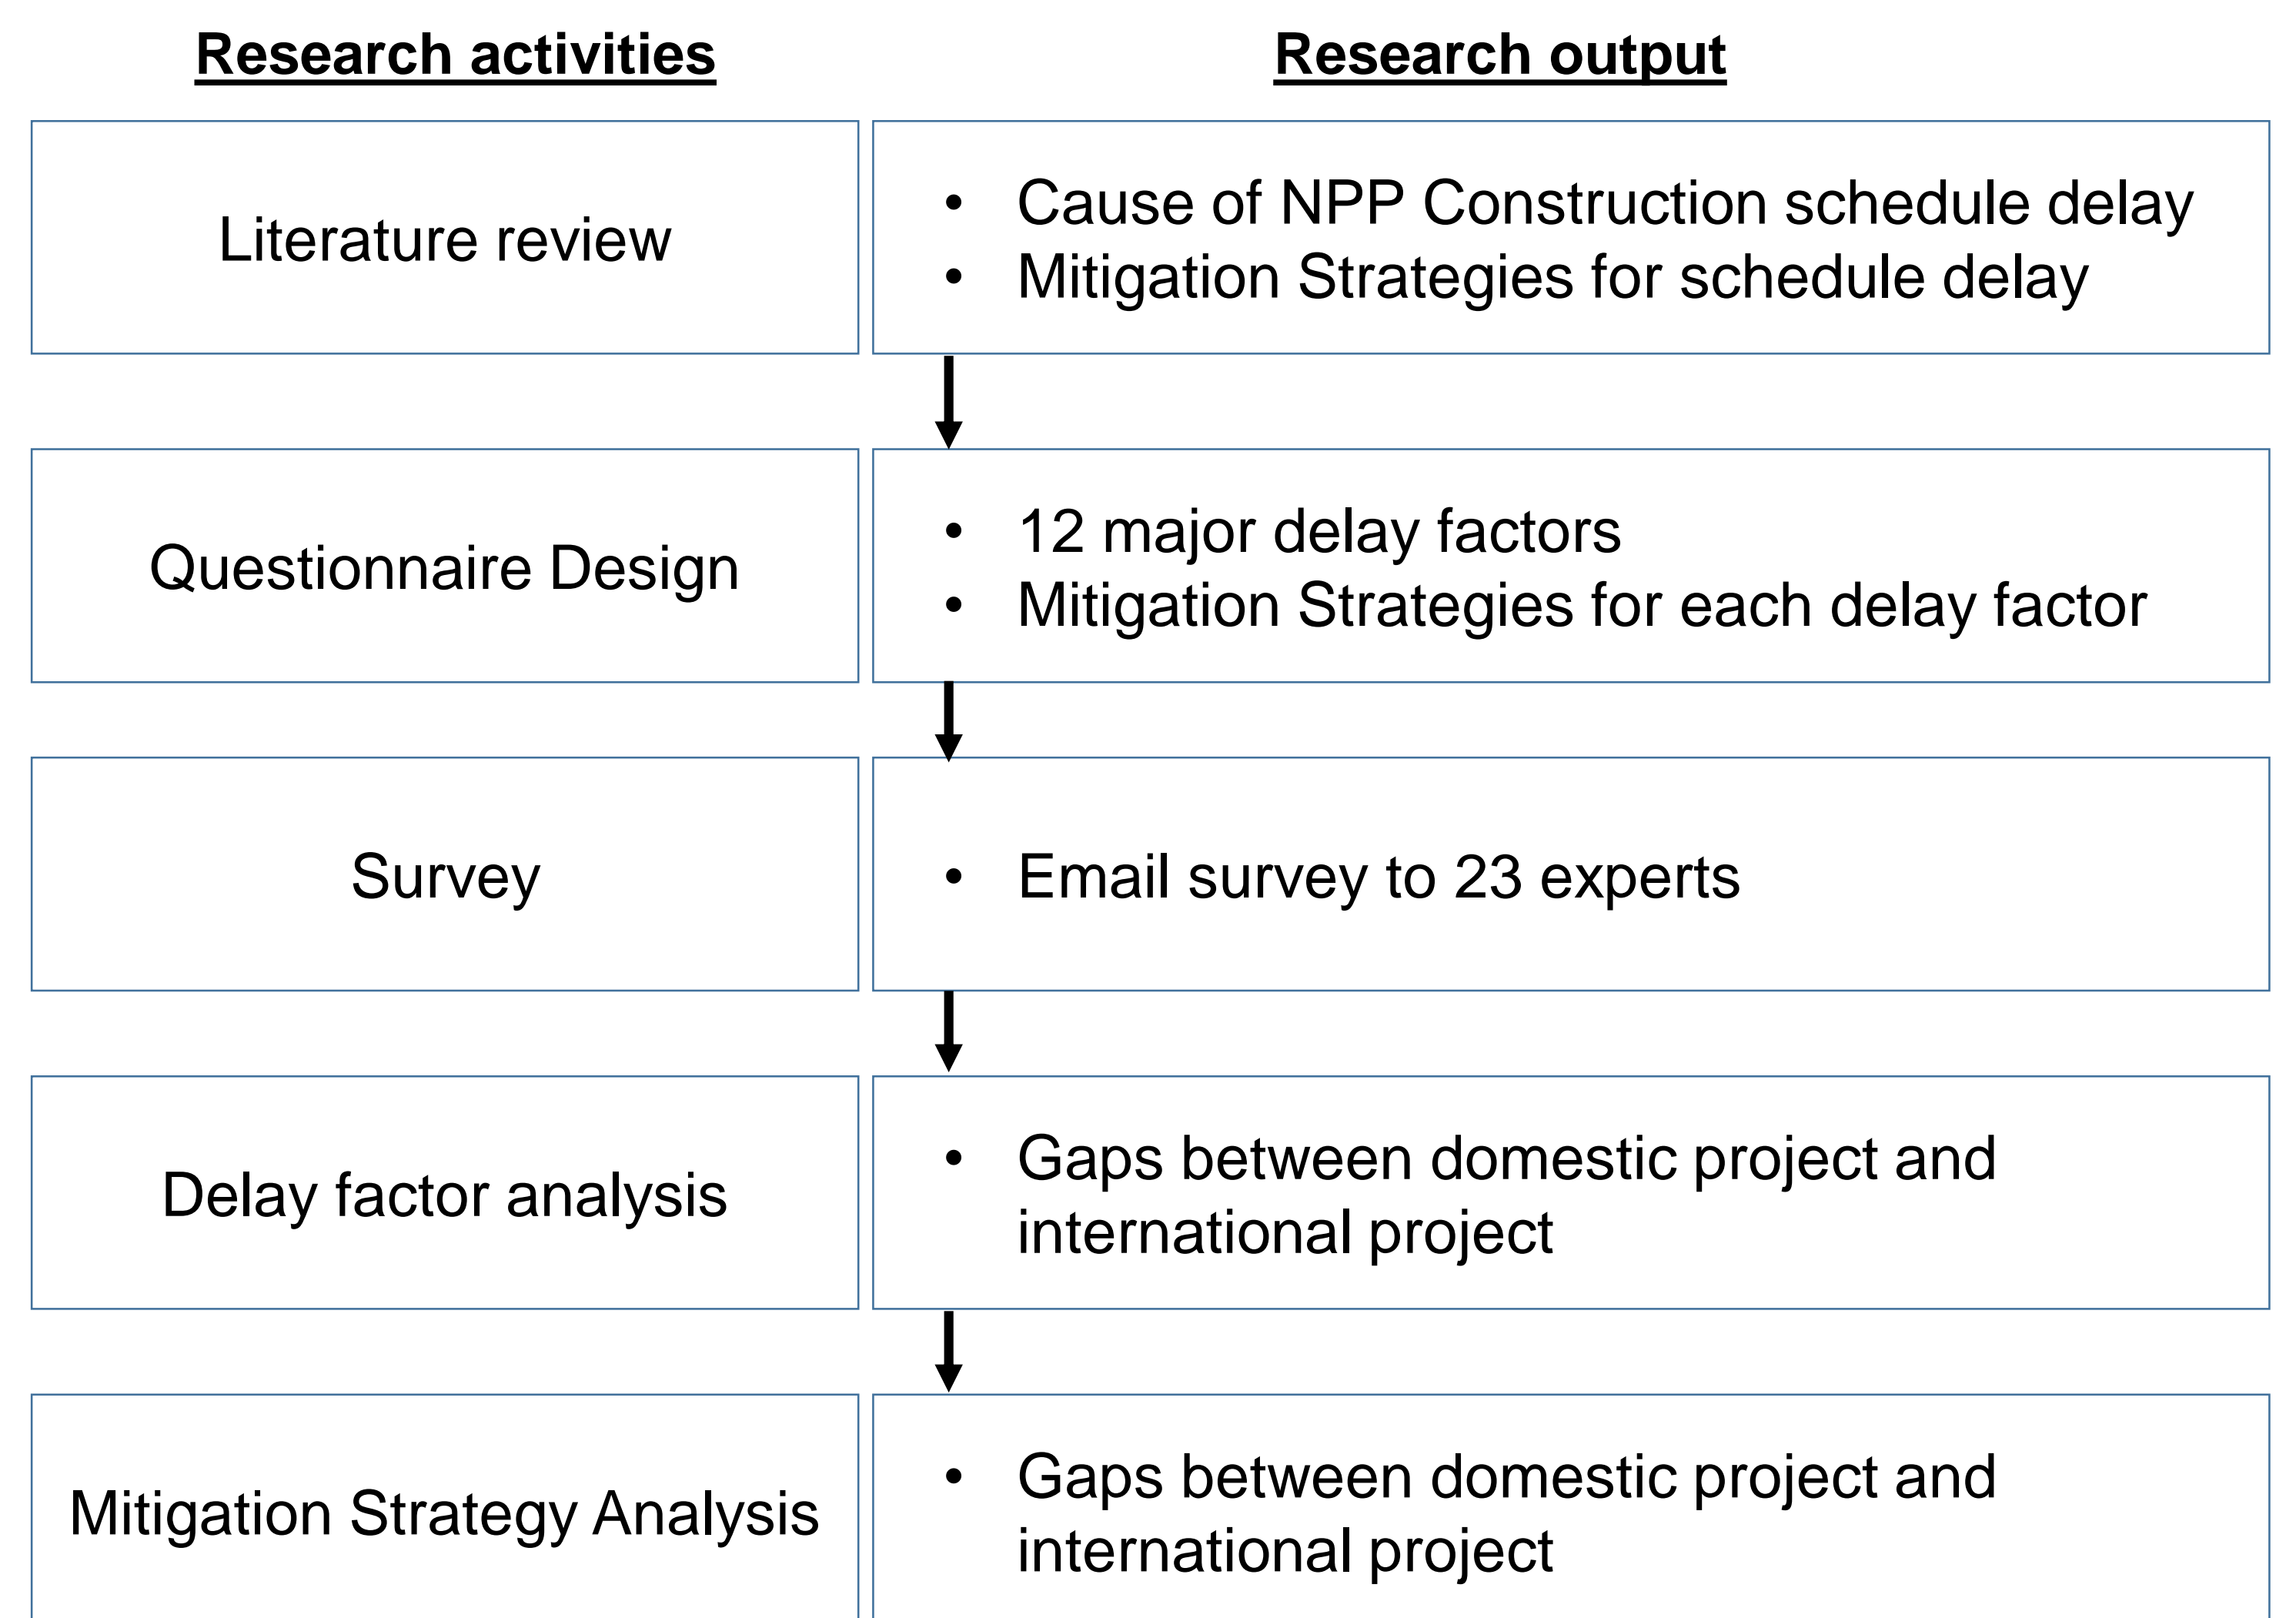 Research activities
Research output
Literature review
• Cause of NPP Construction schedule delay
• Mitigation Strategies for schedule delay
Questionnaire Design
• 12 major delay factors
• Mitigation Strategies for each delay factor
Survey
• Email survey to 23 experts
Delay factor analysis
• Gaps between domestic project and
international project
Mitigation Strategy Analysis
• Gaps between domestic project and
international project